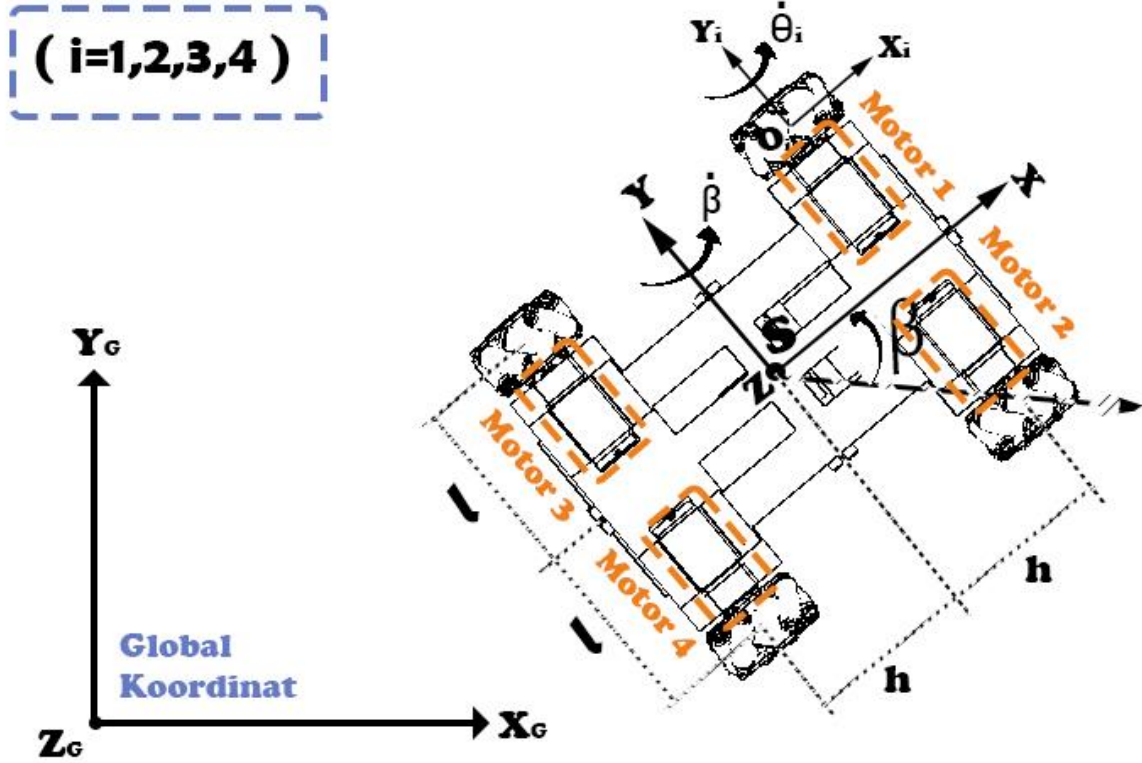 ( i=1,2,3,4 )
Yi
θ̇i
Xi
Oi
Motor 1
Y
β̇
X
Motor 2
S
Z
β
YG
Motor 3
l
h
Motor 4
l
h
Global
Koordinat
ZG
XG